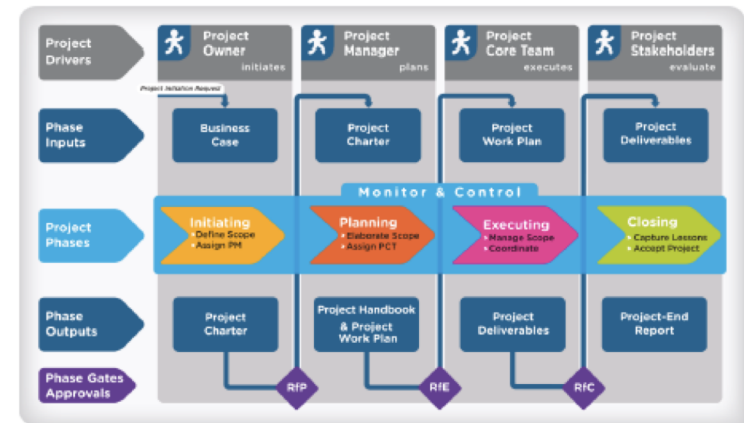 Project
Drivers
Project
Owner
initiates
Project
Manager
plans
Project
Core Team
executes
Project
Stakeholders
evaluate
Project Initiation Request
Phase
Inputs
Business
Case
Project
Charter
Project
Work Plan
Project
Deliverables
Monitor & Control
Project
Phases
Initiating
• Define Scope
• Assign PM
Planning
• Elaborate Scope
• Assign PCT
Executing
• Manage Scope
• Coordinate
Closing
• Capture Lessons
• Accept Project
Phase
Outputs
Project
Charter
Project Handbook
& Project
Work Plan
Project
Deliverables
Project-End
Report
Phase Gates
Approvals
RfP
RfE
RfC